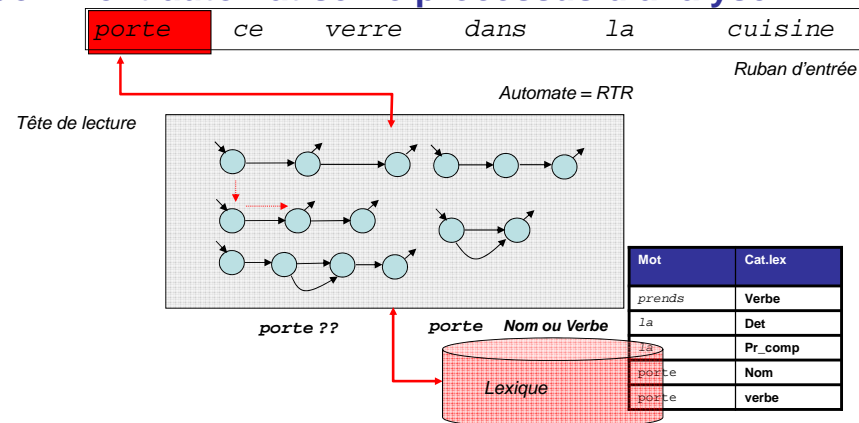 porte ce verre dans la cuisine
Ruban d'entrée
Automate = RTR
Tête de lecture
porte ?? porte Nom ou Verbe
Lexique
Mot Cat.lex
prends Verbe
la Det
la Pr_comp
porte Nom
porte verbe